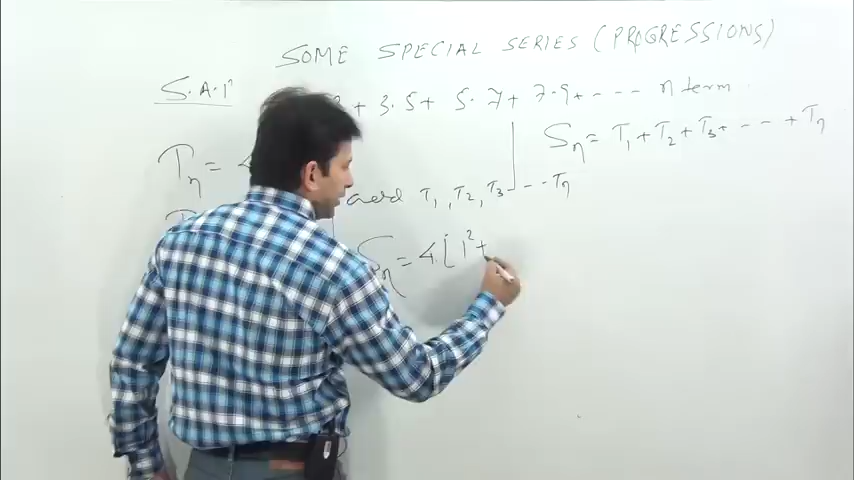 SOME SPECIAL SERIES (PROGRESSIONS)
S.A.P
+ 3.5 + 5.7 + 7.9 + - - - - n term
Tn =
Sn = T1 + T2 + T3 + - - - + Tn
add T1, T2, T3 - - - Tn
Sn = 4 [ 1² +